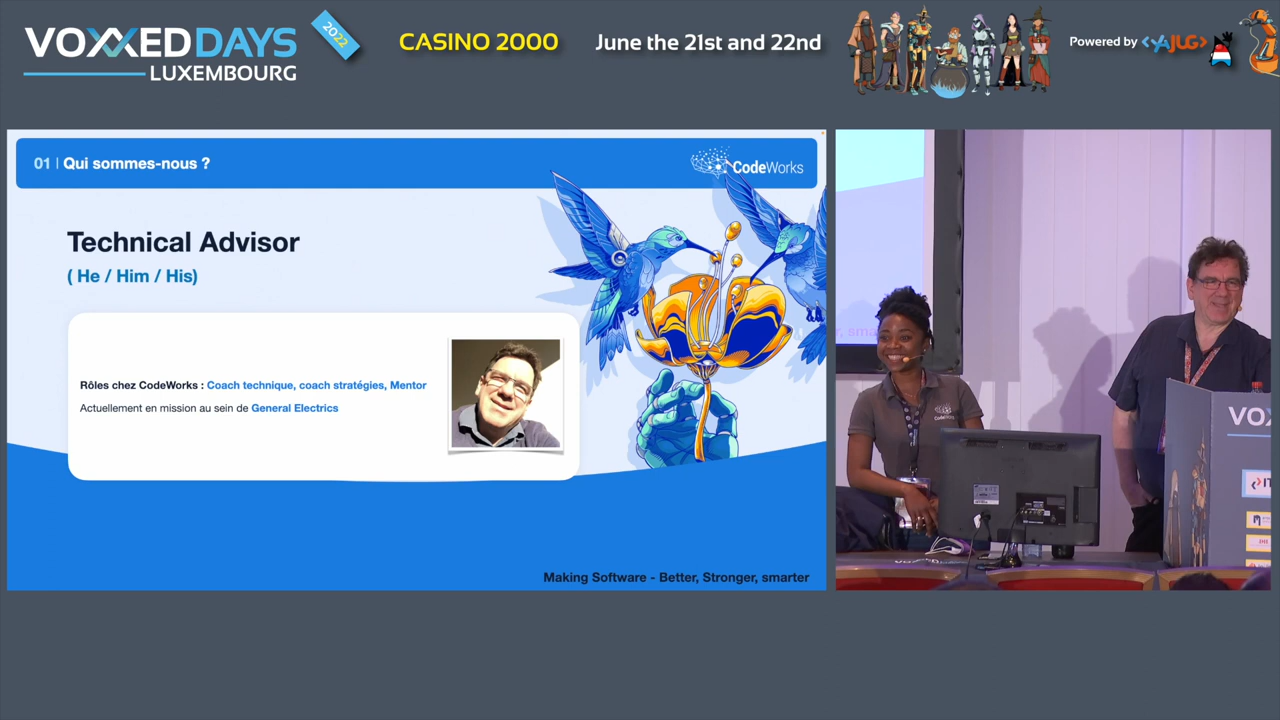 VOXXEDDAYS
LUXEMBOURG
2022
CASINO 2000
June the 21st and 22nd
Powered by <YAJUG>
01 | Qui sommes-nous ?
CodeWorks
Technical Advisor
( He / Him / His)
Rôles chez CodeWorks : Coach technique, coach stratégies, Mentor
Actuellement en mission au sein de General Electrics
Making Software - Better, Stronger, smarter
CodeWorks
VOX
IT